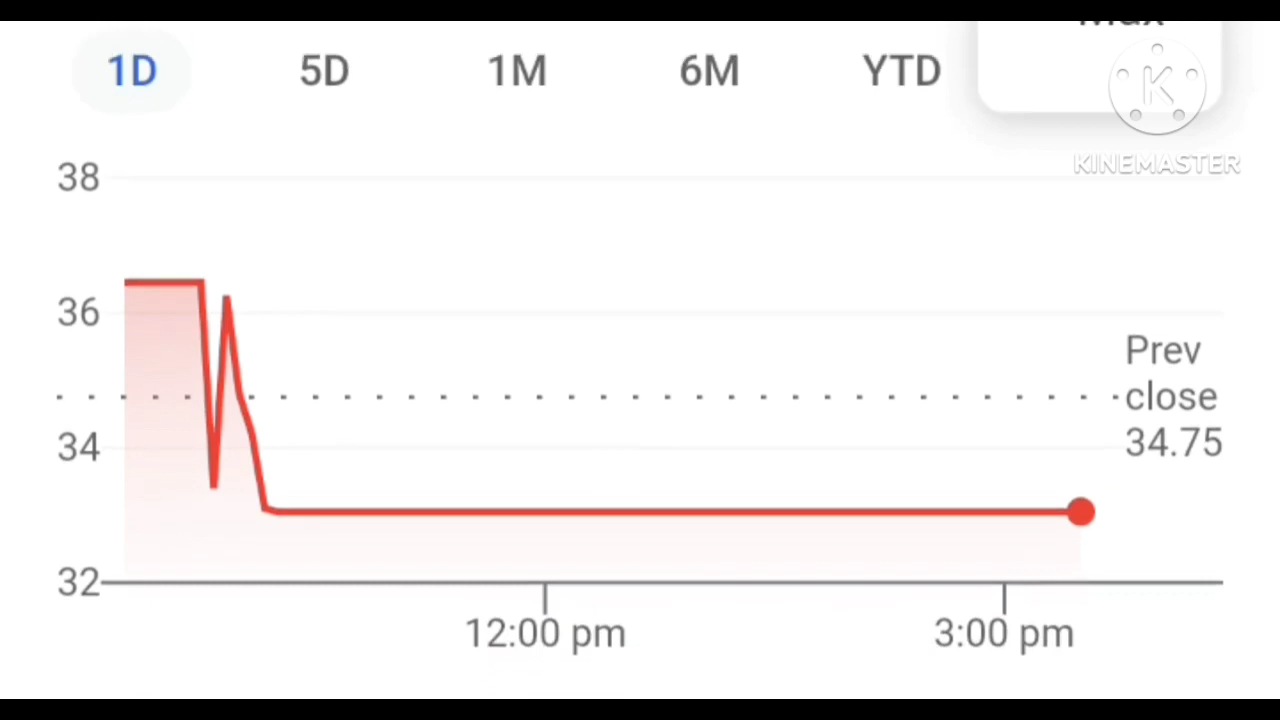 Max
1D 5D 1M 6M YTD
K
KINEMASTER
38
36
Prev
close
34.75
34
32
12:00 pm 3:00 pm